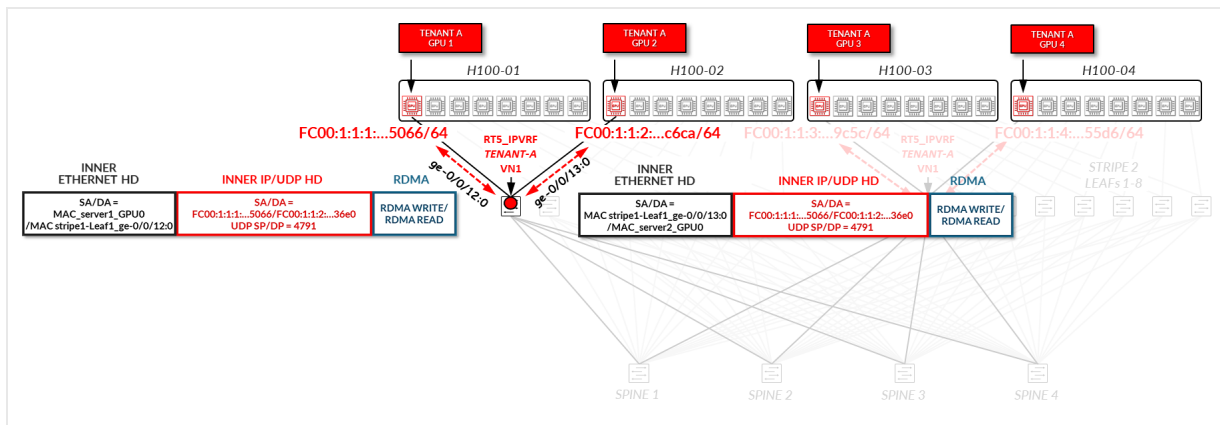 TENANT A
GPU 1
TENANT A
GPU 2
TENANT A
GPU 3
TENANT A
GPU 4
H100-01
H100-02
H100-03
H100-04
FC00:1:1:1:...5066/64
RT5_IPVRF
TENANT-A
VN1
FC00:1:1:2:...c6ca/64
FC00:1:1:3:...9c5c/64
RT5_IPVRF
TENANT-A
VN1
FC00:1:1:4:...55d6/64
ge-0/0/12:0
ge-0/0/13:0
STRIPE 2
LEAFs 1-8
INNER
ETHERNET HD
INNER IP/UDP HD
RDMA
SA/DA =
MAC_server1_GPU0
/MAC stripe1-Leaf1_ge-0/0/12:0
SA/DA =
FC00:1:1:1:...5066/FC00:1:1:2:...36e0
UDP SP/DP = 4791
RDMA WRITE/
RDMA READ
INNER
ETHERNET HD
INNER IP/UDP HD
RDMA
SA/DA =
MAC stripe1-Leaf1_ge-0/0/13:0
/MAC_server2_GPU0
SA/DA =
FC00:1:1:1:...5066/FC00:1:1:2:...36e0
UDP SP/DP = 4791
RDMA WRITE/
RDMA READ
SPINE 1
SPINE 2
SPINE 3
SPINE 4